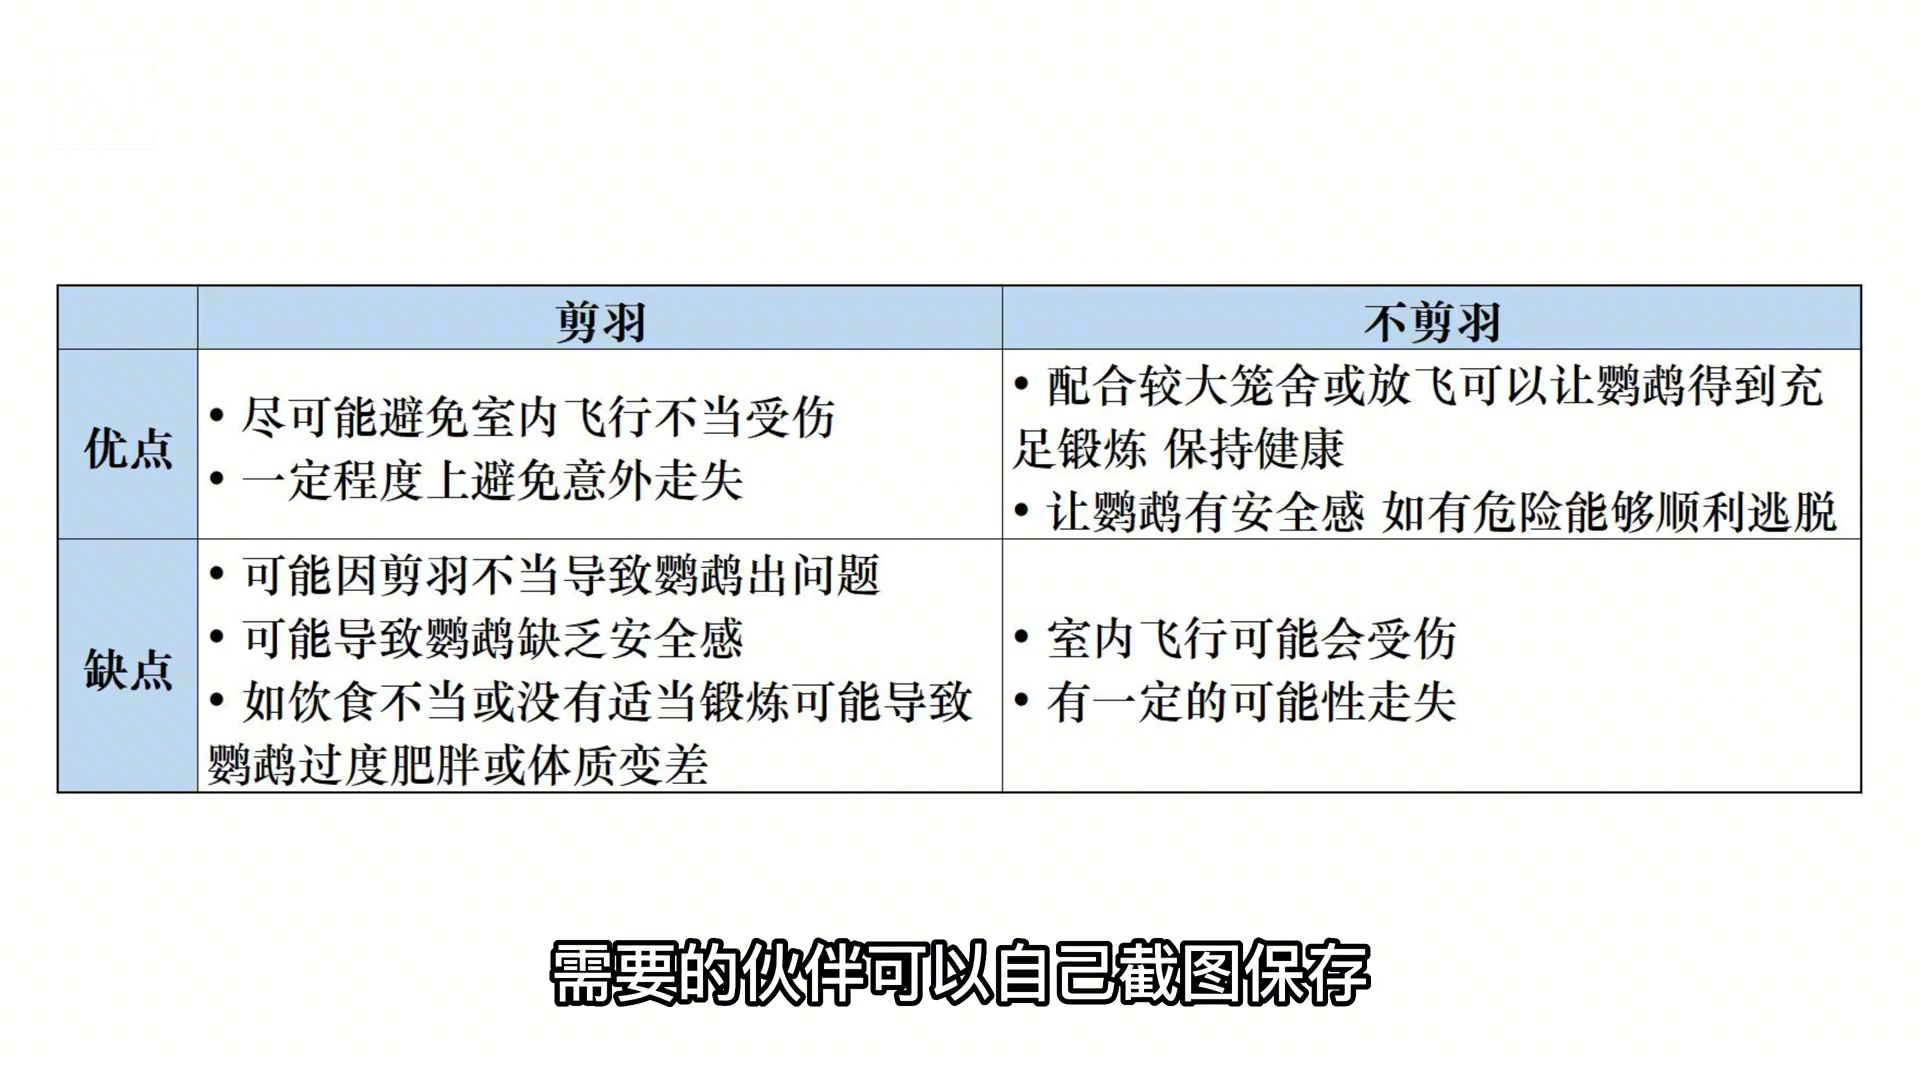 剪羽
不剪羽
优点
• 尽可能避免室内飞行不当受伤
• 一定程度上避免意外走失
• 配合较大笼舍或放飞可以让鹦鹉得到充
足锻炼 保持健康
• 让鹦鹉有安全感 如有危险能够顺利逃脱
缺点
• 可能因剪羽不当导致鹦鹉出问题
• 可能导致鹦鹉缺乏安全感
• 如饮食不当或没有适当锻炼可能导致
鹦鹉过度肥胖或体质变差
• 室内飞行可能会受伤
• 有一定的可能性走失
需要的伙伴可以自己截图保存